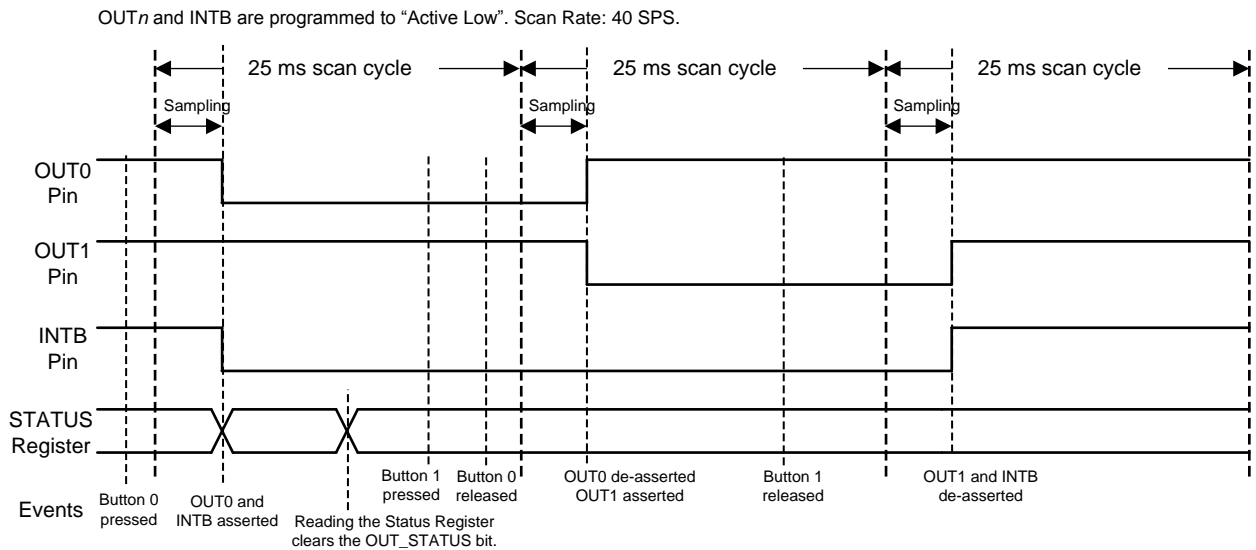 OUTn and INTB are programmed to “Active Low”. Scan Rate: 40 SPS.
25 ms scan cycle
25 ms scan cycle
25 ms scan cycle
Sampling
Sampling
Sampling
OUT0
Pin
OUT1
Pin
INTB
Pin
STATUS
Register
Events
Button 0
pressed
OUT0 and
INTB asserted
Reading the Status Register
clears the OUT_STATUS bit.
Button 1
pressed
Button 0
released
OUT0 de-asserted
OUT1 asserted
Button 1
released
OUT1 and INTB
de-asserted